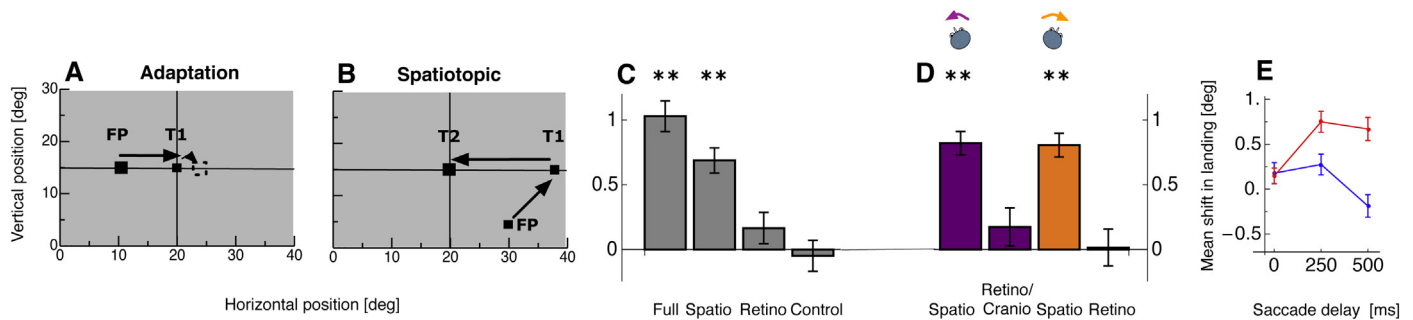 A
Adaptation
Vertical position [deg]
30
20
10
0
FP
T1
0
10
20
30
40
B
Spatiotopic
T2
T1
FP
0
10
20
30
40
Horizontal position [deg]
C
** **
1
0.5
0
Full Spatio Retino Control
D
** **
1
0.5
0
Spatio
Retino/
Cranio
Spatio
Retino
E
Mean shift in landing [deg]
1.
0.5
0.
−0.5
0 250 500
Saccade delay [ms]